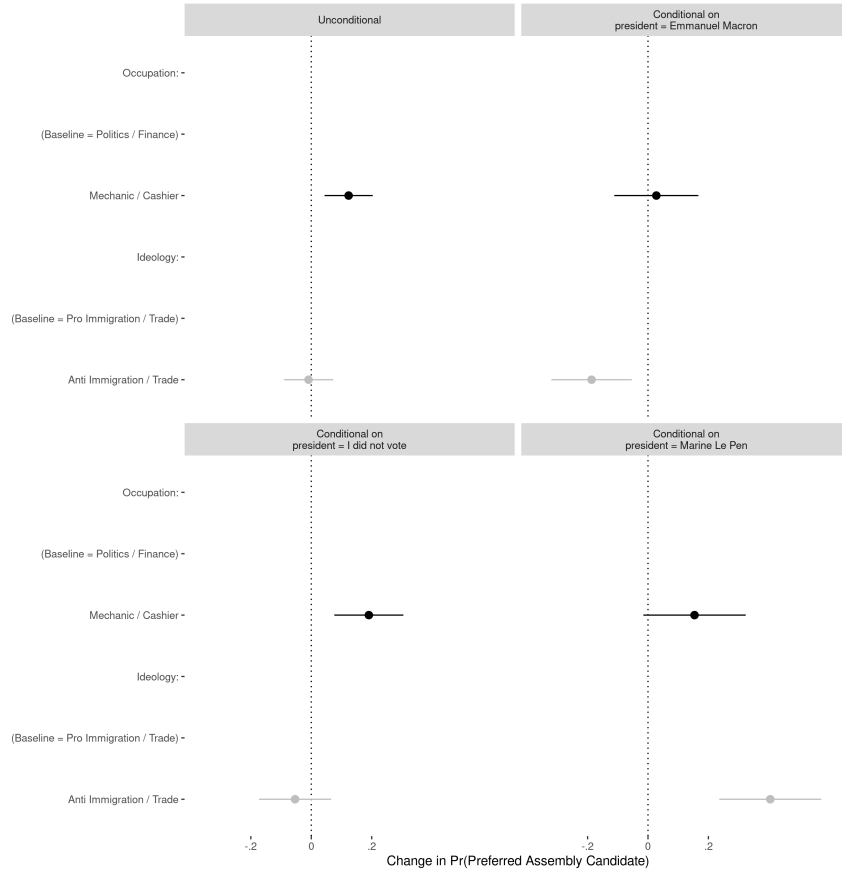 Unconditional
Conditional on
president = Emmanuel Macron
Occupation:
(Baseline = Politics / Finance)
Mechanic / Cashier
Ideology:
(Baseline = Pro Immigration / Trade)
Anti Immigration / Trade
Conditional on
president = I did not vote
Conditional on
president = Marine Le Pen
Occupation:
(Baseline = Politics / Finance)
Mechanic / Cashier
Ideology:
(Baseline = Pro Immigration / Trade)
Anti Immigration / Trade
-.2 0 .2 -.2 0 .2
Change in Pr(Preferred Assembly Candidate)